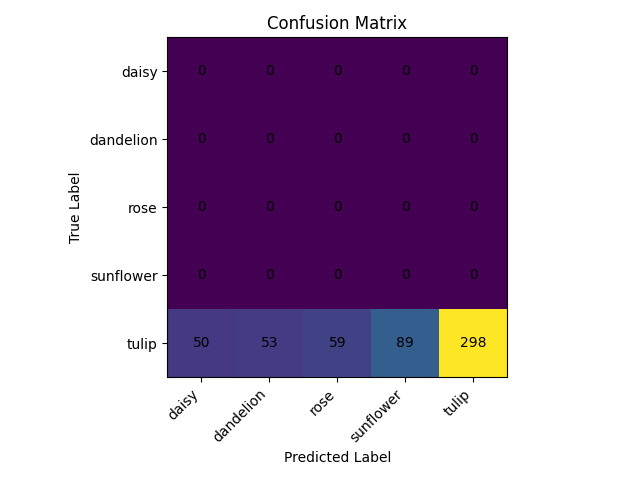 Confusion Matrix
True Label
daisy 0 0 0 0 0
dandelion 0 0 0 0 0
rose 0 0 0 0 0
sunflower 0 0 0 0 0
tulip 50 53 59 89 298
daisy dandelion rose sunflower tulip
Predicted Label